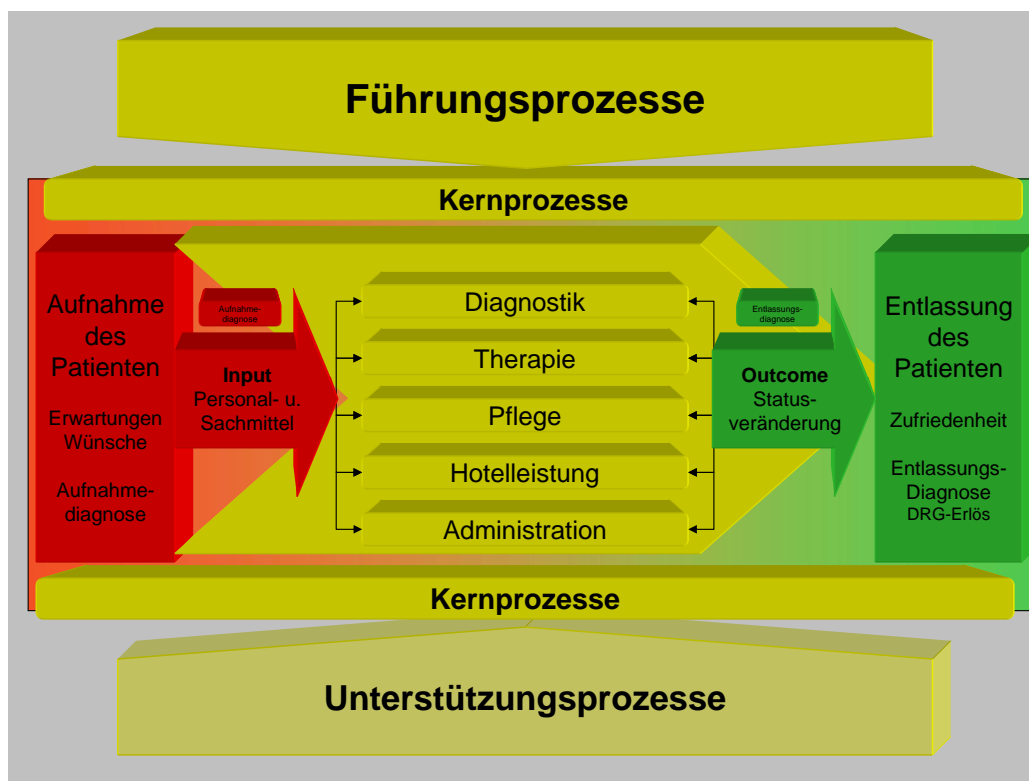 Führungsprozesse
Kernprozesse
Aufnahme
des
Patienten
Erwartungen
Wünsche
Aufnahme-
diagnose
Aufnahme-
diagnose
Input
Personal- u.
Sachmittel
Diagnostik
Therapie
Pflege
Hotelleistung
Administration
Entlassungs-
diagnose
Outcome
Status-
veränderung
Entlassung
des
Patienten
Zufriedenheit
Entlassungs-
Diagnose
DRG-Erlös
Kernprozesse
Unterstützungsprozesse